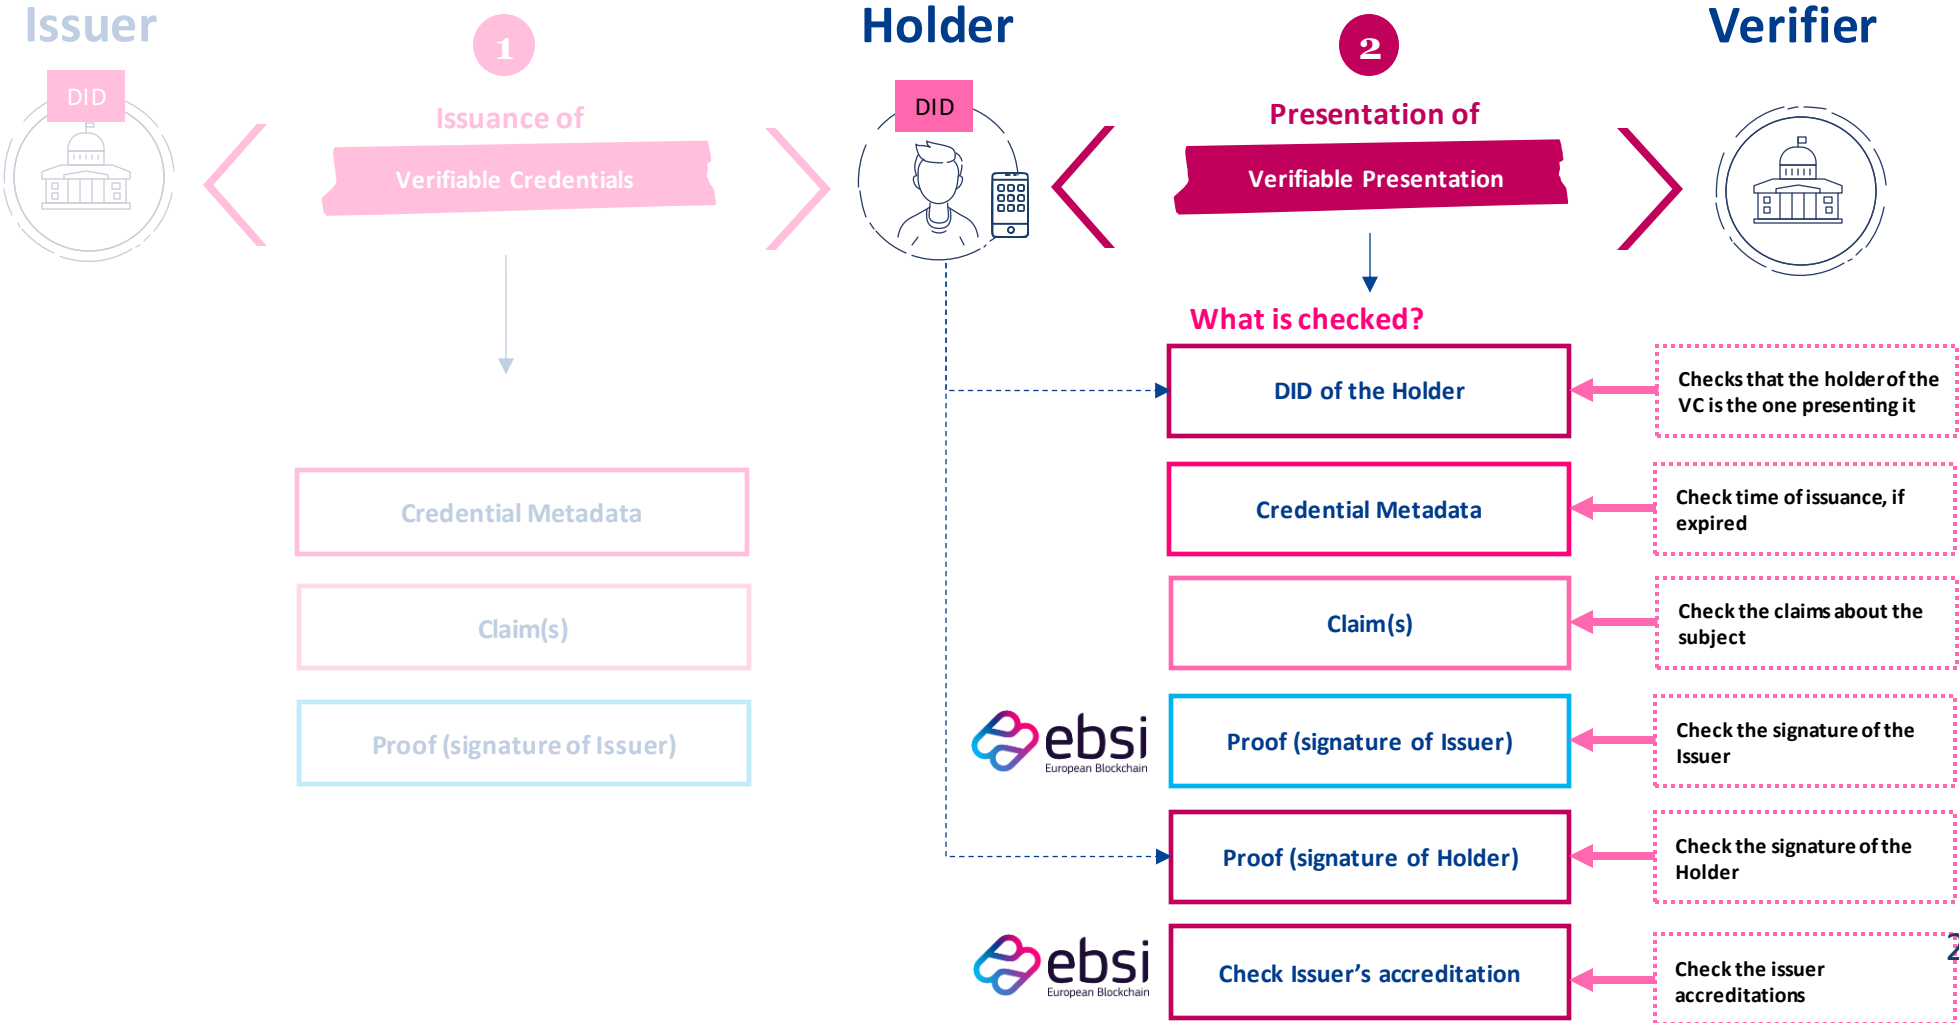 Issuer
1
Holder
2
Verifier
DID
DID
Issuance of
Verifiable Credentials
Presentation of
Verifiable Presentation
What is checked?
DID of the Holder
Checks that the holder of the
VC is the one presenting it
Credential Metadata
Credential Metadata
Check time of issuance, if
expired
Claim(s)
Claim(s)
Check the claims about the
subject
Proof (signature of Issuer)
ebsi
European Blockchain
Proof (signature of Issuer)
Check the signature of the
Issuer
Proof (signature of Holder)
Check the signature of the
Holder
ebsi
European Blockchain
Check Issuer’s accreditation
Check the issuer
accreditations
2